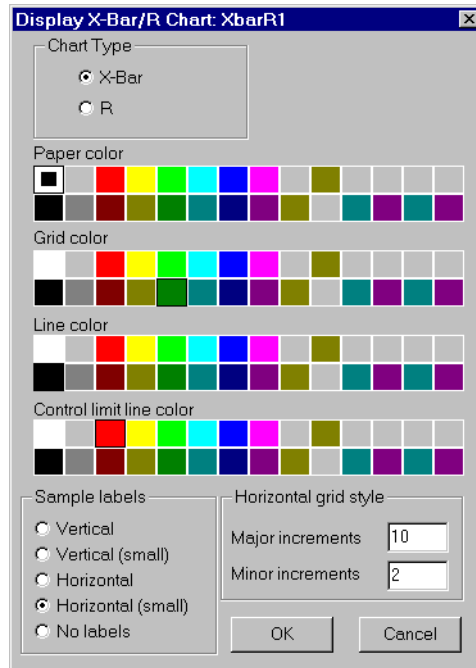 Display X-Bar/R Chart: XbarR1
Chart Type
X-Bar
R
Paper color
Grid color
Line color
Control limit line color
Sample labels
Vertical
Vertical (small)
Horizontal
Horizontal (small)
No labels
Horizontal grid style
Major increments 10
Minor increments 2
OK
Cancel